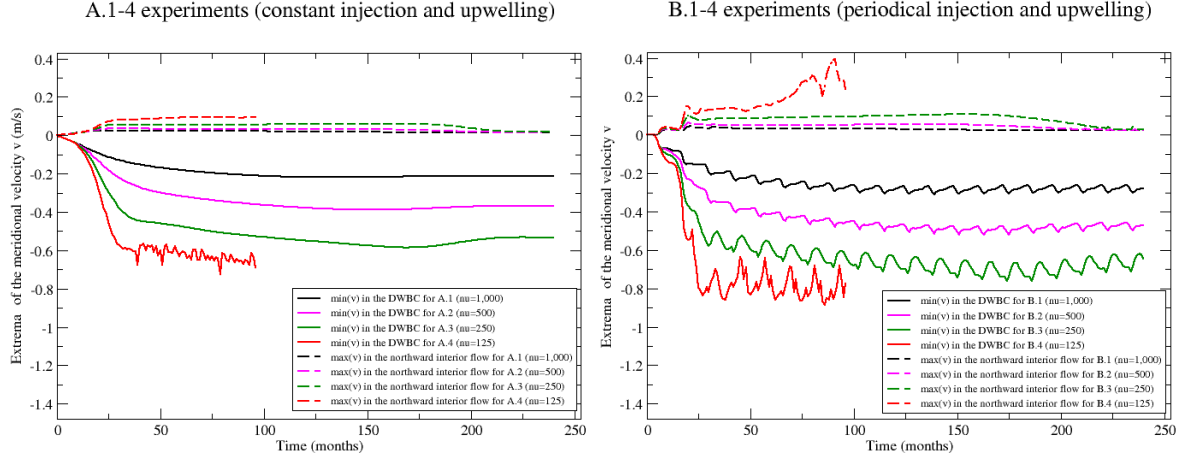 A.1-4 experiments (constant injection and upwelling)
Extrema of the meridional velocity v (m/s)
0.4
0.2
0
-0.2
-0.4
-0.6
-0.8
-1
-1.2
-1.4
min(v) in the DWBC for A.1 (nu=1,000)
min(v) in the DWBC for A.2 (nu=500)
min(v) in the DWBC for A.3 (nu=250)
min(v) in the DWBC for A.4 (nu=125)
max(v) in the northward interior flow for A.1 (nu=1,000)
max(v) in the northward interior flow for A.2 (nu=500)
max(v) in the northward interior flow for A.3 (nu=250)
max(v) in the northward interior flow for A.4 (nu=125)
0 50 100 150 200 250
Time (months)
B.1-4 experiments (periodical injection and upwelling)
Extrema of the meridional velocity v
0.4
0.2
0
-0.2
-0.4
-0.6
-0.8
-1
-1.2
-1.4
min(v) in the DWBC for B.1 (nu=1,000)
min(v) in the DWBC for B.2 (nu=500)
min(v) in the DWBC for B.3 (nu=250)
min(v) in the DWBC for B.4 (nu=125)
max(v) in the northward interior flow for B.1 (nu=1,000)
max(v) in the northward interior flow for B.2 (nu=500)
max(v) in the northward interior flow for B.3 (nu=250)
max(v) in the northward interior flow for B.4 (nu=125)
0 50 100 150 200 250
Time (months)